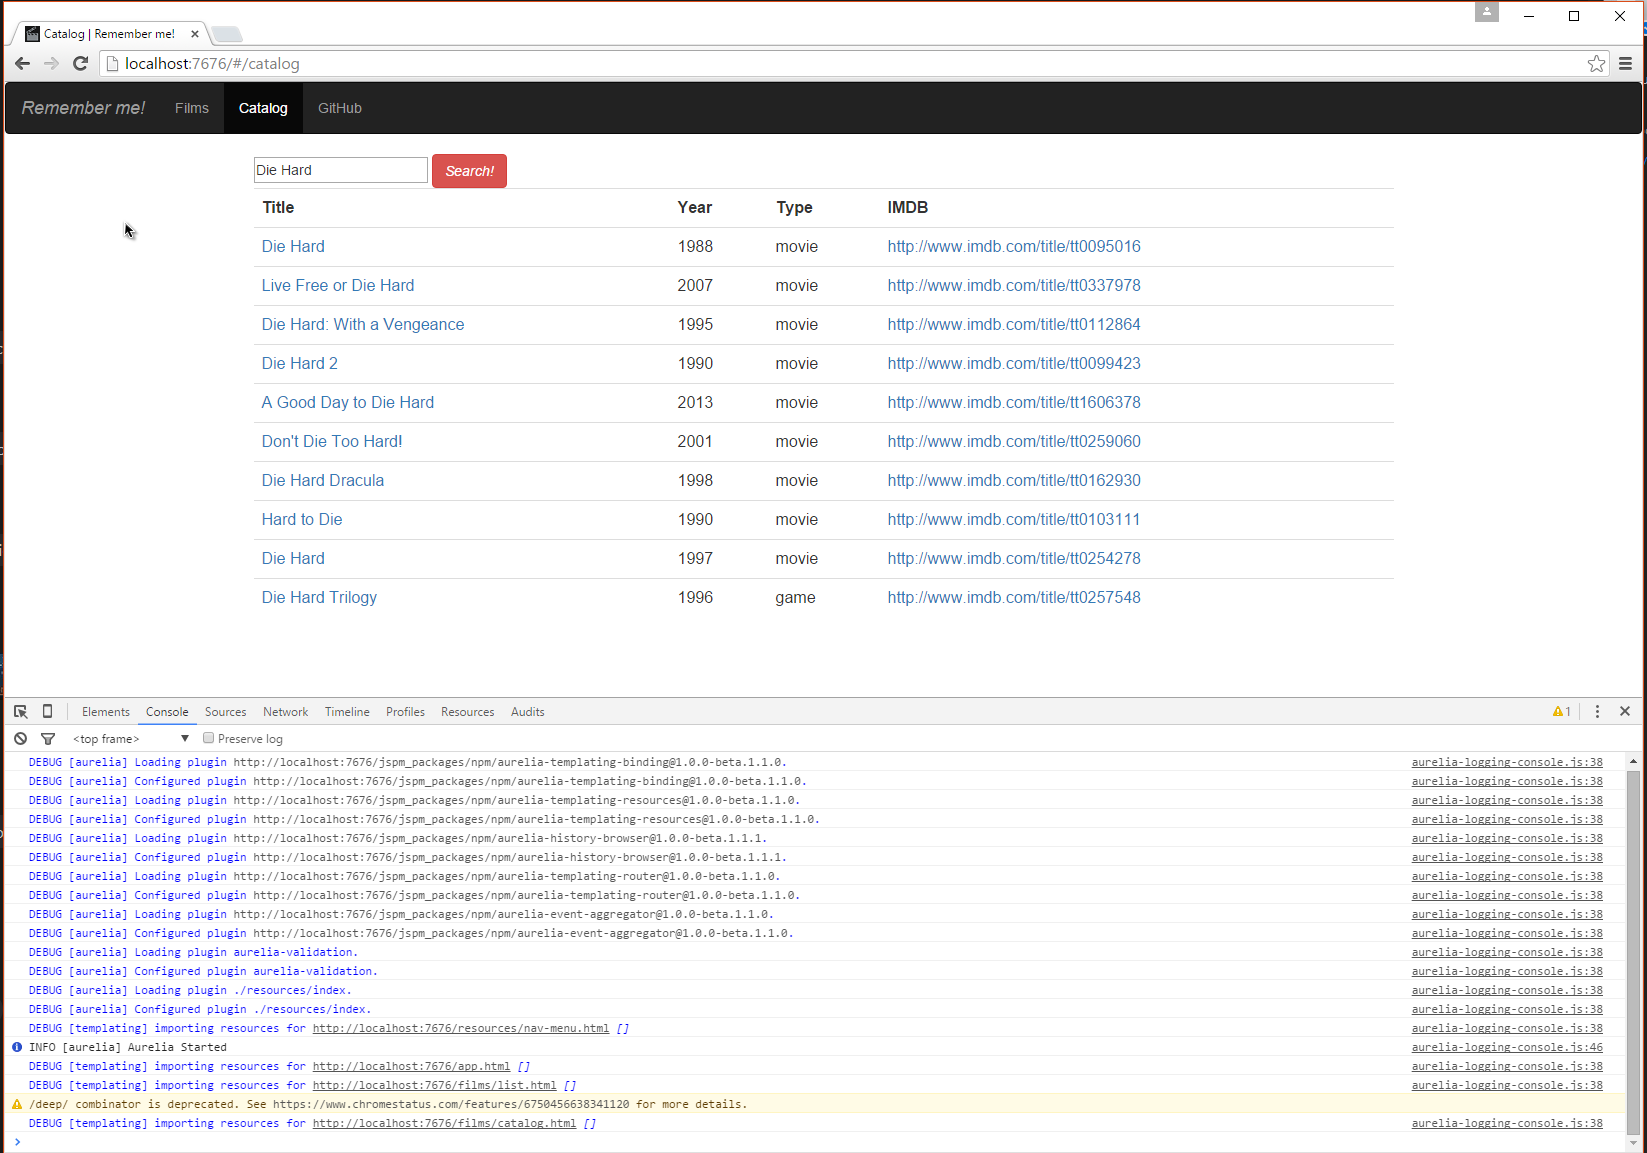 Catalog | Remember me!
localhost:7676/#/catalog
Remember me! Films Catalog GitHub
Die Hard Search!
Title Year Type IMDB
Die Hard 1988 movie http://www.imdb.com/title/tt0095016
Live Free or Die Hard 2007 movie http://www.imdb.com/title/tt0337978
Die Hard: With a Vengeance 1995 movie http://www.imdb.com/title/tt0112864
Die Hard 2 1990 movie http://www.imdb.com/title/tt0099423
A Good Day to Die Hard 2013 movie http://www.imdb.com/title/tt1606378
Don't Die Too Hard! 2001 movie http://www.imdb.com/title/tt0259060
Die Hard Dracula 1998 movie http://www.imdb.com/title/tt0162930
Hard to Die 1990 movie http://www.imdb.com/title/tt0103111
Die Hard 1997 movie http://www.imdb.com/title/tt0254278
Die Hard Trilogy 1996 game http://www.imdb.com/title/tt0257548
Elements Console Sources Network Timeline Profiles Resources Audits 1
<top frame> Preserve log
DEBUG [aurelia] Loading plugin http://localhost:7676/jspm_packages/npm/aurelia-templating-binding@1.0.0-beta.1.1.0. aurelia-logging-console.js:38
DEBUG [aurelia] Configured plugin http://localhost:7676/jspm_packages/npm/aurelia-templating-binding@1.0.0-beta.1.1.0. aurelia-logging-console.js:38
DEBUG [aurelia] Loading plugin http://localhost:7676/jspm_packages/npm/aurelia-templating-resources@1.0.0-beta.1.1.0. aurelia-logging-console.js:38
DEBUG [aurelia] Configured plugin http://localhost:7676/jspm_packages/npm/aurelia-templating-resources@1.0.0-beta.1.1.0. aurelia-logging-console.js:38
DEBUG [aurelia] Loading plugin http://localhost:7676/jspm_packages/npm/aurelia-history-browser@1.0.0-beta.1.1.1. aurelia-logging-console.js:38
DEBUG [aurelia] Configured plugin http://localhost:7676/jspm_packages/npm/aurelia-history-browser@1.0.0-beta.1.1.1. aurelia-logging-console.js:38
DEBUG [aurelia] Loading plugin http://localhost:7676/jspm_packages/npm/aurelia-templating-router@1.0.0-beta.1.1.0. aurelia-logging-console.js:38
DEBUG [aurelia] Configured plugin http://localhost:7676/jspm_packages/npm/aurelia-templating-router@1.0.0-beta.1.1.0. aurelia-logging-console.js:38
DEBUG [aurelia] Loading plugin http://localhost:7676/jspm_packages/npm/aurelia-event-aggregator@1.0.0-beta.1.1.0. aurelia-logging-console.js:38
DEBUG [aurelia] Configured plugin http://localhost:7676/jspm_packages/npm/aurelia-event-aggregator@1.0.0-beta.1.1.0. aurelia-logging-console.js:38
DEBUG [aurelia] Loading plugin aurelia-validation. aurelia-logging-console.js:38
DEBUG [aurelia] Configured plugin aurelia-validation. aurelia-logging-console.js:38
DEBUG [aurelia] Loading plugin ./resources/index. aurelia-logging-console.js:38
DEBUG [aurelia] Configured plugin ./resources/index. aurelia-logging-console.js:38
DEBUG [templating] importing resources for http://localhost:7676/resources/nav-menu.html [] aurelia-logging-console.js:38
INFO [aurelia] Aurelia Started aurelia-logging-console.js:46
DEBUG [templating] importing resources for http://localhost:7676/app.html [] aurelia-logging-console.js:38
DEBUG [templating] importing resources for http://localhost:7676/films/list.html [] aurelia-logging-console.js:38
/deep/ combinator is deprecated. See https://www.chromestatus.com/features/6750456638341120 for more details.
DEBUG [templating] importing resources for http://localhost:7676/films/catalog.html [] aurelia-logging-console.js:38